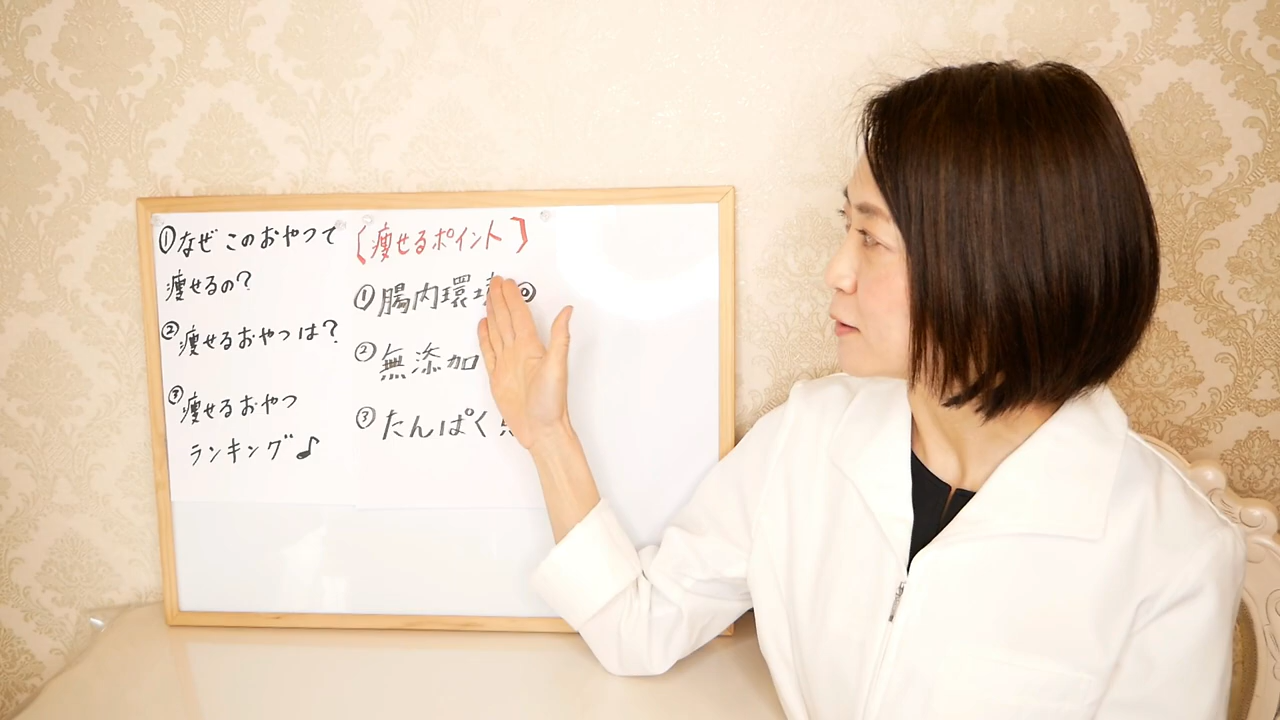 ①なぜこのおやつで
痩せるの?
②痩せるおやつは?
③痩せるおやつ
ランキング♪
[痩せるポイント]
①腸内環 ◎
②無添加
③たんぱく